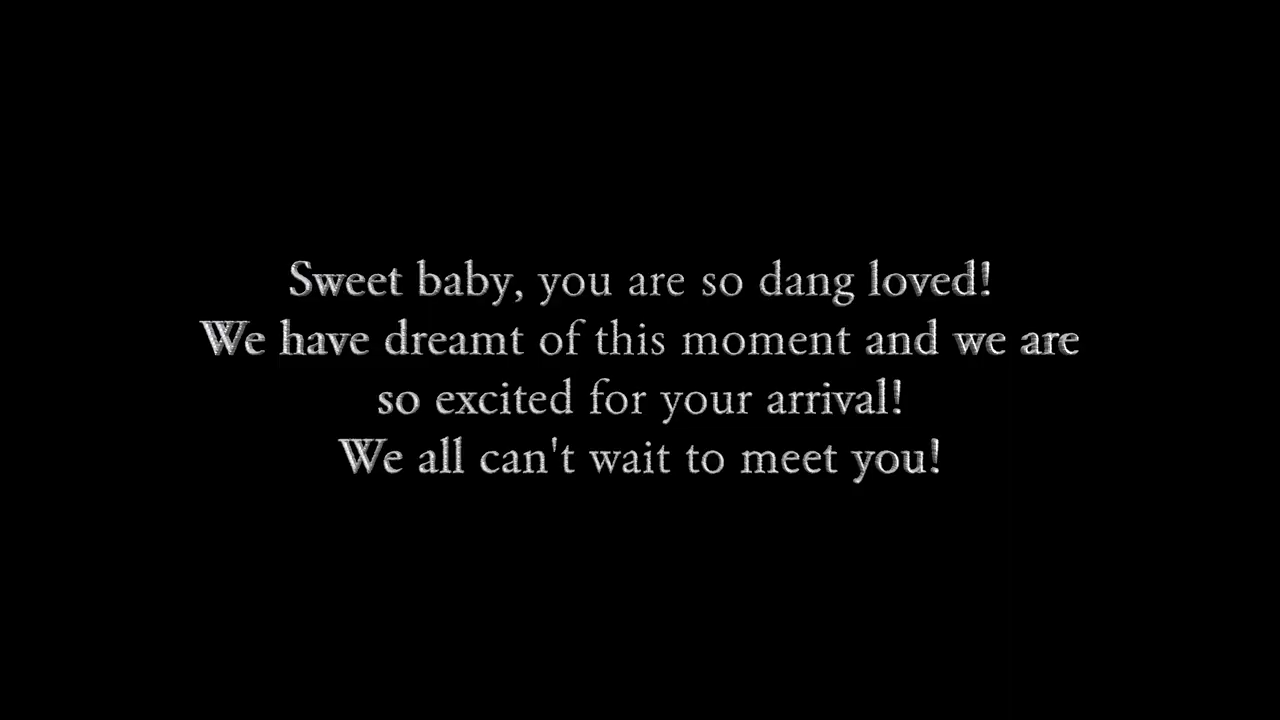 Sweet baby, you are so dang loved!
We have dreamt of this moment and we are
so excited for your arrival!
We all can't wait to meet you!